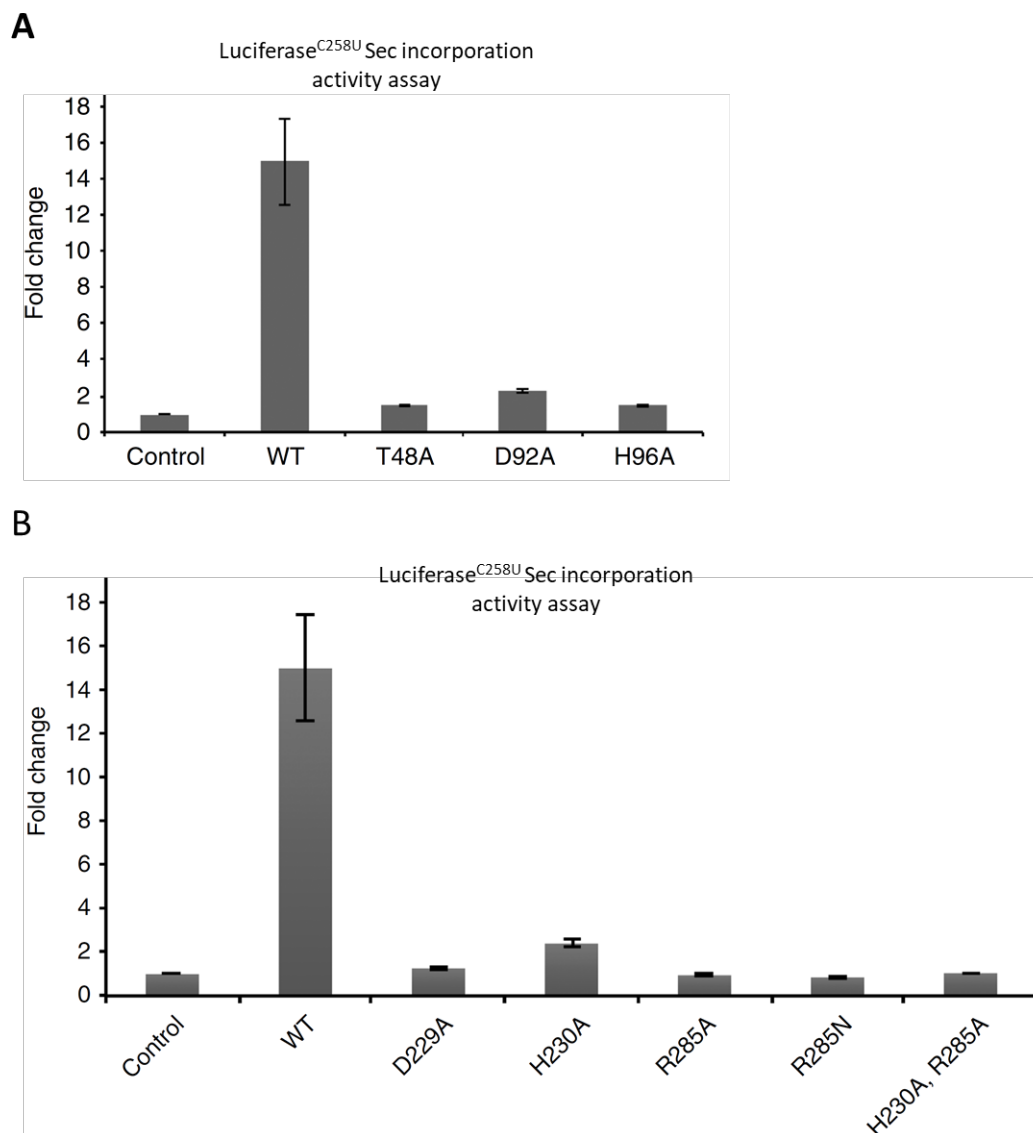 A
Luciferase^C258U Sec incorporation
activity assay
Fold change
18
16
14
12
10
8
6
4
2
0
Control WT T48A D92A H96A
B
Luciferase^C258U Sec incorporation
activity assay
Fold change
18
16
14
12
10
8
6
4
2
0
Control WT D229A H230A R285A R285N H230A, R285A